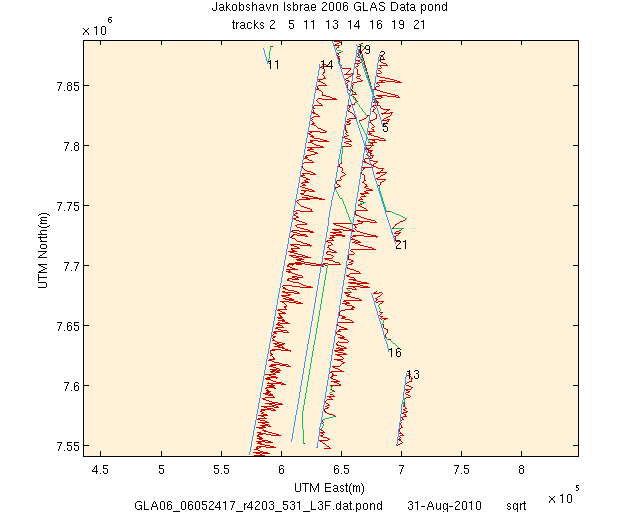 Jakobshavn Isbrae 2006 GLAS Data pond
tracks 2 5 11 13 14 16 19 21
x 10^6
19
2
11
14
7.85
5
7.8
7.75
21
UTM North(m)
7.7
7.65
16
7.6
13
7.55
4.5 5 5.5 6 6.5 7 7.5 8
UTM East(m)
x 10^5
GLA06_06052417_r4203_531_L3F.dat.pond 31-Aug-2010 sqrt